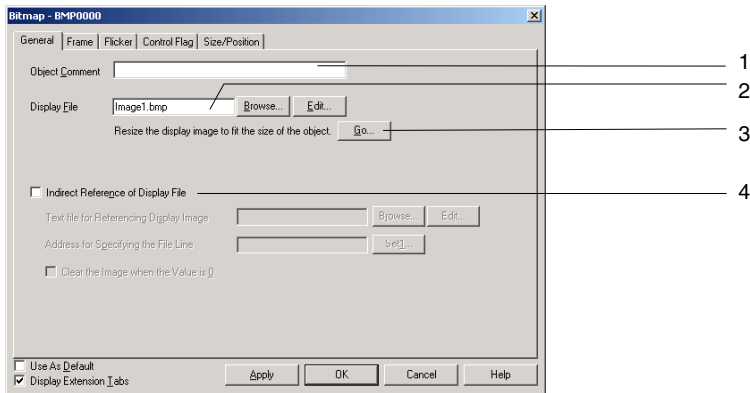 Bitmap - BMP0000
General Frame Flicker Control Flag Size/Position
Object Comment 1
Display File Image1.bmp Browse... Edit... 2
Resize the display image to fit the size of the object. Go... 3
Indirect Reference of Display File 4
Text file for Referencing Display Image Browse... Edit...
Address for Specifying the File Line Set1...
Clear the Image when the Value is 0
Use As Default
Display Extension Tabs Apply OK Cancel Help